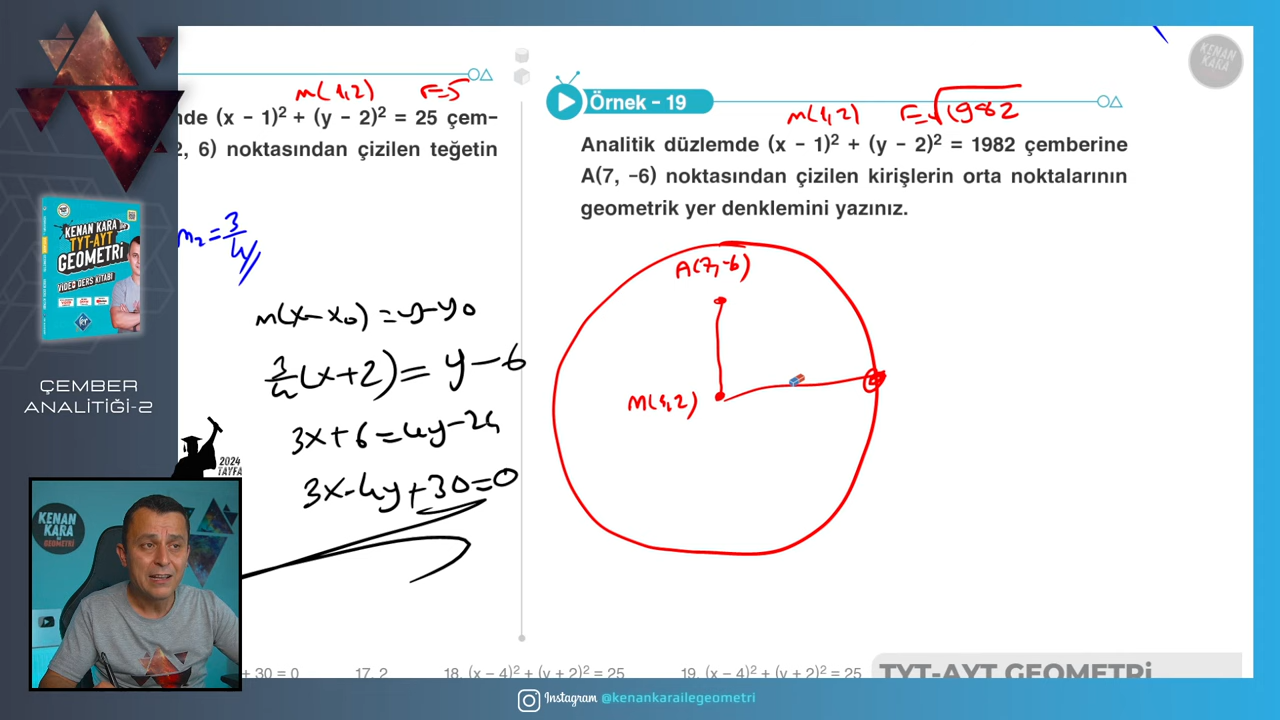 m(1,2) r=5
nde (x − 1)² + (y − 2)² = 25 çem-
2, 6) noktasından çizilen teğetin
m₂ = 3/4
m(x-x₀) = y-y₀
3/4(x+2) = y-6
3x+6=4y-24
3x-4y+30=0
KENAN KARA
Örnek - 19
M(1,2) r=√1982
Analitik düzlemde (x − 1)² + (y − 2)² = 1982 çemberine
A(7, −6) noktasından çizilen kirişlerin orta noktalarının
geometrik yer denklemini yazınız.
A(7,-6)
M(1,2)
KENAN KARA
TYT-AYT
GEOMETRİ
VİDEO DERS KİTABI
ÇEMBER
ANALİTİĞİ-2
2024
TAYFA
KENAN
KARA
GEOMETRİ
+ 30 = 0 17. 2 18. (x − 4)² + (y + 2)² = 25 19. (x − 4)² + (y + 2)² = 25
TYT-AYT GEOMETRİ
Instagram @kenankarailegeometri